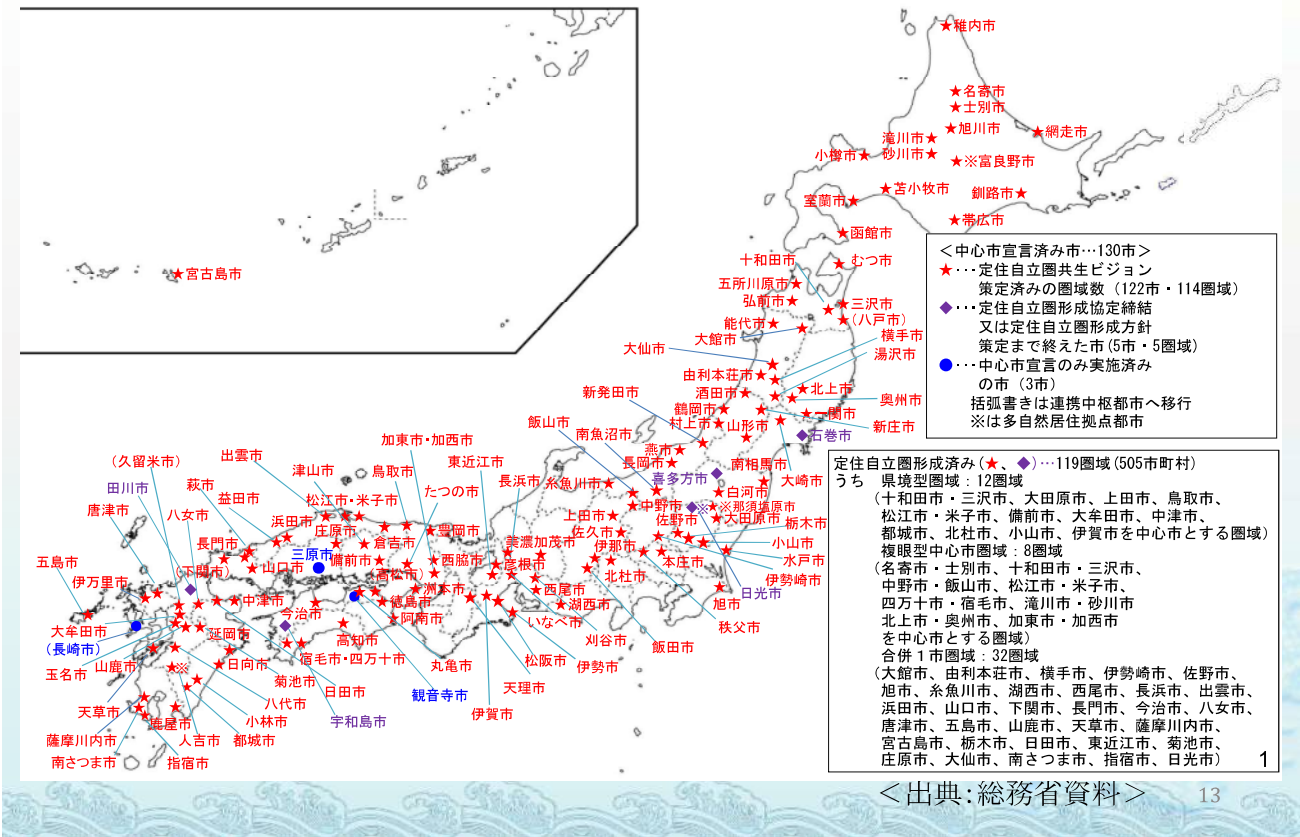 稚内市
名寄市
士別市
旭川市
網走市
滝川市
砂川市
小樽市
※富良野市
苫小牧市
釧路市
室蘭市
帯広市
函館市
宮古島市
＜中心市宣言済み市…130市＞
★・・・定住自立圏共生ビジョン
策定済みの圏域数（122市・114圏域）
◆・・・定住自立圏形成協定締結
又は定住自立圏形成方針
策定まで終えた市(5市・5圏域)
●・・・中心市宣言のみ実施済み
の市（3市）
括弧書きは連携中枢都市へ移行
※は多自然居住拠点都市
十和田市
むつ市
五所川原市
弘前市
三沢市
(八戸市)
能代市
大館市
横手市
大仙市
湯沢市
由利本荘市
北上市
新発田市
酒田市
奥州市
鶴岡市
一関市
飯山市
村上市
山形市
新庄市
南魚沼市
石巻市
燕市
加東市・加西市
長岡市
南相馬市
大崎市
出雲市
東近江市
喜多方市
（久留米市）
津山市
鳥取市
長浜市
糸魚川市
白河市
田川市
萩市
松江市・米子市
たつの市
中野市
※
※那須塩原市
唐津市
八女市
益田市
浜田市
庄原市
豊岡市
上田市
佐野市
大田原市
栃木市
長門市
三原市
倉吉市
美濃加茂市
佐久市
小山市
五島市
（下関市）
山口市
備前市
西脇市
彦根市
伊那市
本庄市
水戸市
伊万里市
（高松市）
洲本市
北杜市
伊勢崎市
中津市
今治市
徳島市
西尾市
旭市
日光市
大牟田市
延岡市
阿南市
湖西市
秩父市
（長崎市）
高知市
いなべ市
刈谷市
飯田市
玉名市
山鹿市
※
日向市
宿毛市・四万十市
丸亀市
松阪市
伊勢市
菊池市
日田市
観音寺市
天理市
天草市
鹿屋市
八代市
小林市
宇和島市
伊賀市
薩摩川内市
人吉市
都城市
南さつま市
指宿市
定住自立圏形成済み(★、◆)…119圏域(505市町村)
うち　県境型圏域：12圏域
（十和田市・三沢市、大田原市、上田市、鳥取市、
松江市・米子市、備前市、大牟田市、中津市、
都城市、北杜市、小山市、伊賀市を中心市とする圏域）
複眼型中心市圏域：8圏域
（名寄市・士別市、十和田市・三沢市、
中野市・飯山市、松江市・米子市、
四万十市・宿毛市、滝川市・砂川市
北上市・奥州市、加東市・加西市
を中心市とする圏域）
合併１市圏域：32圏域
（大館市、由利本荘市、横手市、伊勢崎市、佐野市、
旭市、糸魚川市、湖西市、西尾市、長浜市、出雲市、
浜田市、山口市、下関市、長門市、今治市、八女市、
唐津市、五島市、山鹿市、天草市、薩摩川内市、
宮古島市、栃木市、日田市、東近江市、菊池市、
庄原市、大仙市、南さつま市、指宿市、日光市）
1
＜出典:総務省資料＞
13